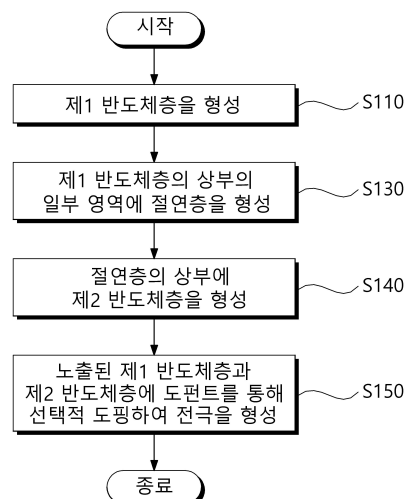 시작
제1 반도체층을 형성
S110
제1 반도체층의 상부의
일부 영역에 절연층을 형성
S130
절연층의 상부에
제2 반도체층을 형성
S140
노출된 제1 반도체층과
제2 반도체층에 도펀트를 통해
선택적 도핑하여 전극을 형성
S150
종료